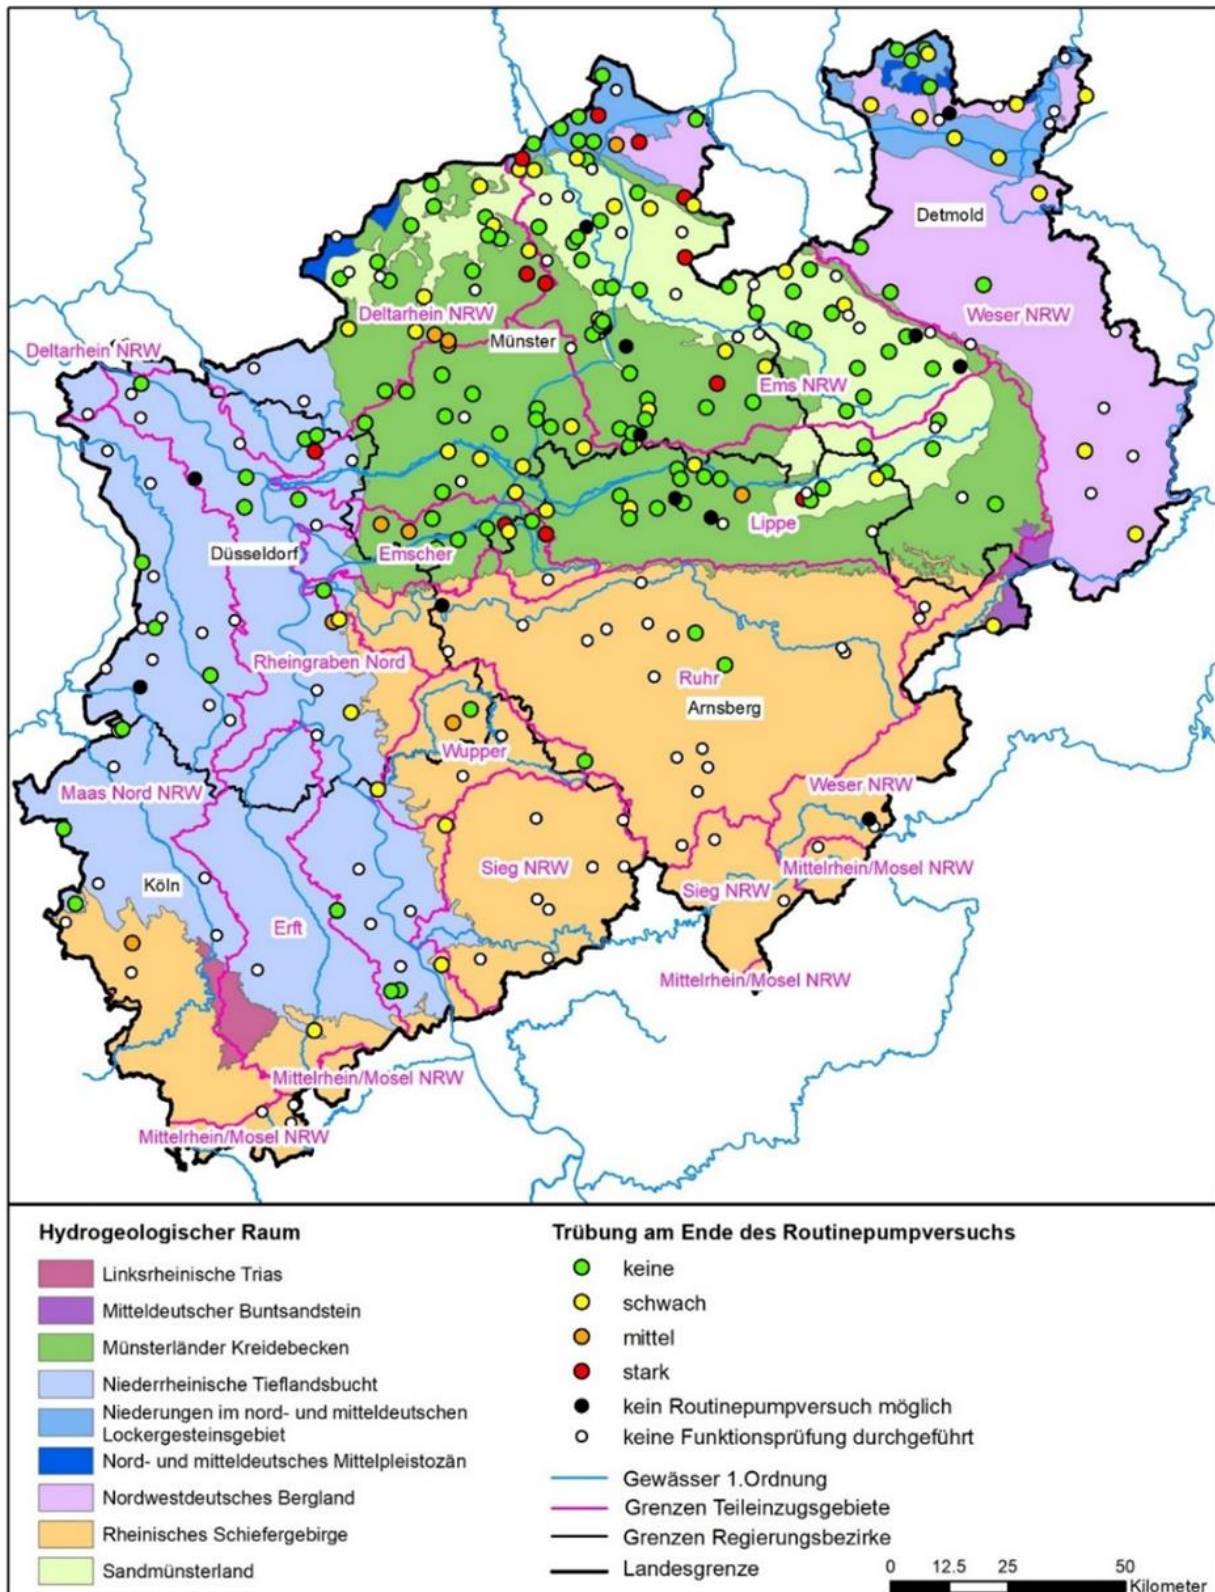 Detmold
Weser NRW
Deltarhein NRW
Münster
Deltarhein NRW
Ems NRW
Lippe
Düsseldorf
Emscher
Rheingraben Nord
Ruhr
Arnsberg
Wupper
Maas Nord NRW
Weser NRW
Sieg NRW
Mittelrhein/Mosel NRW
Köln
Sieg NRW
Erft
Mittelrhein/Mosel NRW
Mittelrhein/Mosel NRW
Mittelrhein/Mosel NRW
Hydrogeologischer Raum
Linksrheinische Trias
Mitteldeutscher Buntsandstein
Münsterländer Kreidebecken
Niederrheinische Tieflandsbucht
Niederungen im nord- und mitteldeutschen
Lockergesteinsgebiet
Nord- und mitteldeutsches Mittelpleistozän
Nordwestdeutsches Bergland
Rheinisches Schiefergebirge
Sandmünsterland
Trübung am Ende des Routinepumpversuchs
keine
schwach
mittel
stark
kein Routinepumpversuch möglich
keine Funktionsprüfung durchgeführt
Gewässer 1.Ordnung
Grenzen Teileinzugsgebiete
Grenzen Regierungsbezirke
Landesgrenze
0 12.5 25 50
Kilometer